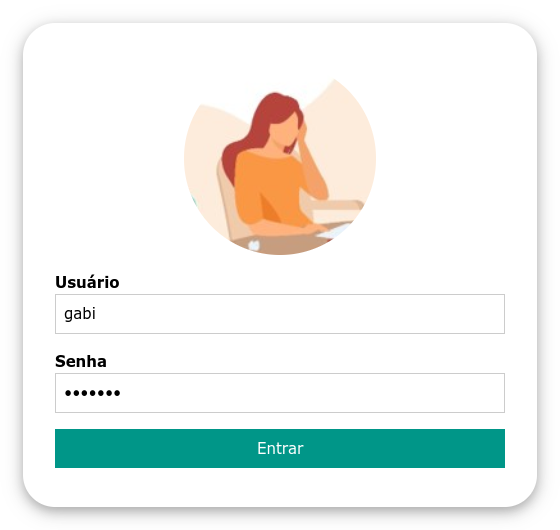 Usuário
gabi
Senha
•••••••
Entrar